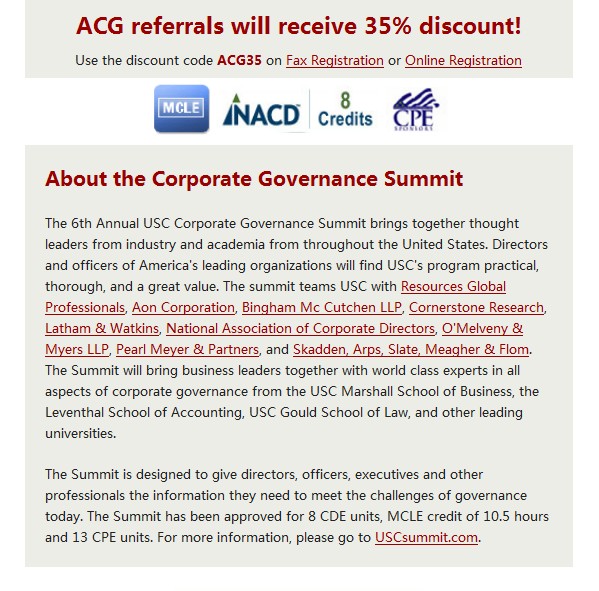 ACG referrals will receive 35% discount!
Use the discount code ACG35 on Fax Registration or Online Registration
MCLE NACD 8 Credits CPE SPONSORS
About the Corporate Governance Summit
The 6th Annual USC Corporate Governance Summit brings together thought
leaders from industry and academia from throughout the United States. Directors
and officers of America's leading organizations will find USC's program practical,
thorough, and a great value. The summit teams USC with Resources Global
Professionals, Aon Corporation, Bingham Mc Cutchen LLP, Cornerstone Research,
Latham & Watkins, National Association of Corporate Directors, O'Melveny &
Myers LLP, Pearl Meyer & Partners, and Skadden, Arps, Slate, Meagher & Flom.
The Summit will bring business leaders together with world class experts in all
aspects of corporate governance from the USC Marshall School of Business, the
Leventhal School of Accounting, USC Gould School of Law, and other leading
universities.
The Summit is designed to give directors, officers, executives and other
professionals the information they need to meet the challenges of governance
today. The Summit has been approved for 8 CDE units, MCLE credit of 10.5 hours
and 13 CPE units. For more information, please go to USCsummit.com.